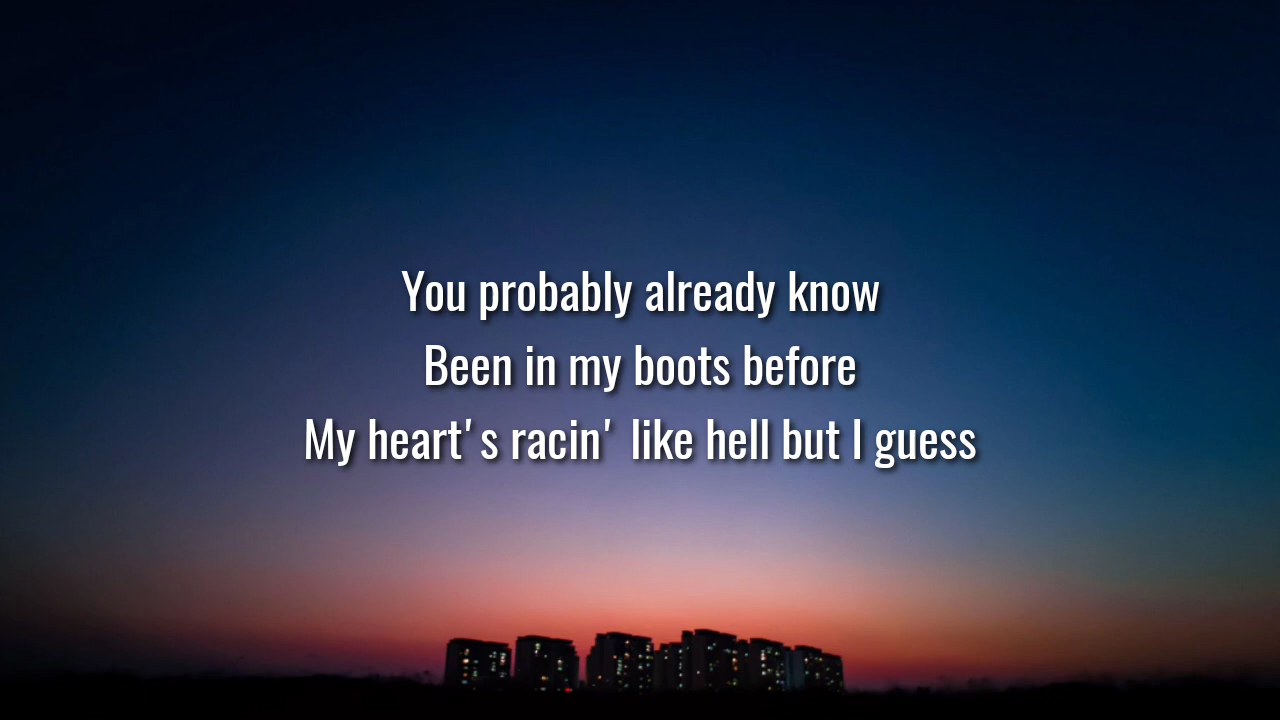 You probably already know
Been in my boots before
My heart's racin' like hell but I guess